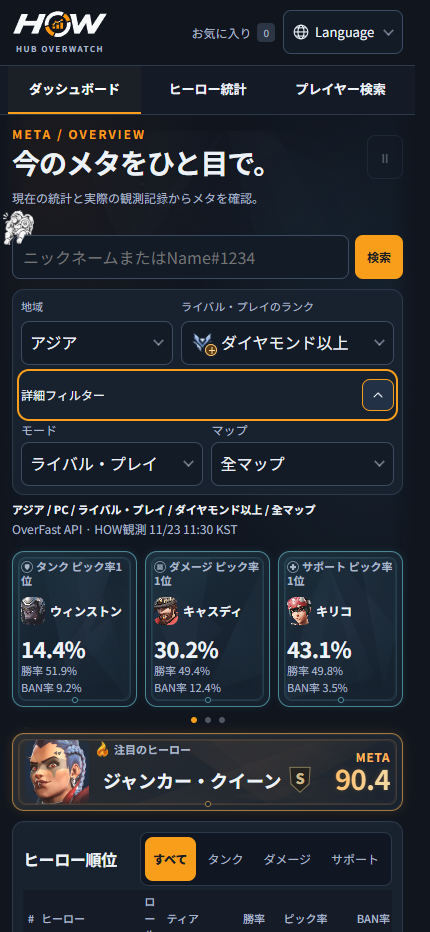 HOW
HUB OVERWATCH
お気に入り 0
Language
ダッシュボード ヒーロー統計 プレイヤー検索
META / OVERVIEW
今のメタをひと目で。
現在の統計と実際の観測記録からメタを確認。
ニックネームまたはName#1234 検索
地域 ライバル・プレイのランク
アジア ダイヤモンド以上
詳細フィルター
モード マップ
ライバル・プレイ 全マップ
アジア / PC / ライバル・プレイ / ダイヤモンド以上 / 全マップ
OverFast API · HOW観測 11/23 11:30 KST
タンク ピック率1位
ウィンストン
14.4%
勝率 51.9%
BAN率 9.2%
ダメージ ピック率1位
キャスディ
30.2%
勝率 49.4%
BAN率 12.4%
サポート ピック率1位
キリコ
43.1%
勝率 49.8%
BAN率 3.5%
注目のヒーロー
ジャンカー・クイーン S
META
90.4
ヒーロー順位
すべて タンク ダメージ サポート
# ヒーロー ロー ティア 勝率 ピック率 BAN率